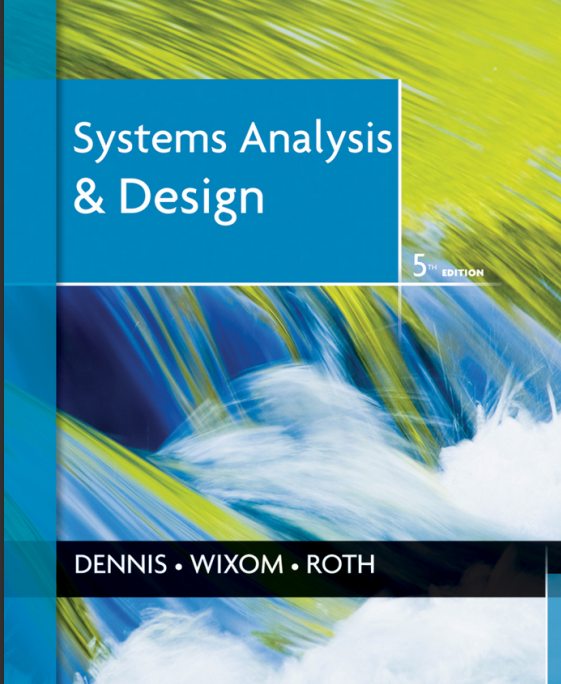 Systems Analysis
& Design
5TH EDITION
DENNIS • WIXOM • ROTH